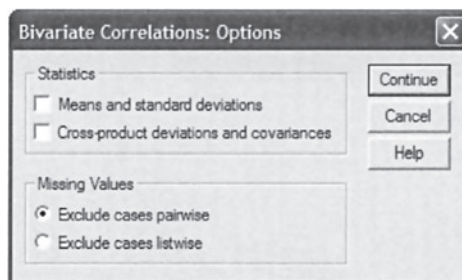 Bivariate Correlations: Options
Statistics
Means and standard deviations
Cross-product deviations and covariances
Missing Values
Exclude cases pairwise
Exclude cases listwise
Continue
Cancel
Help